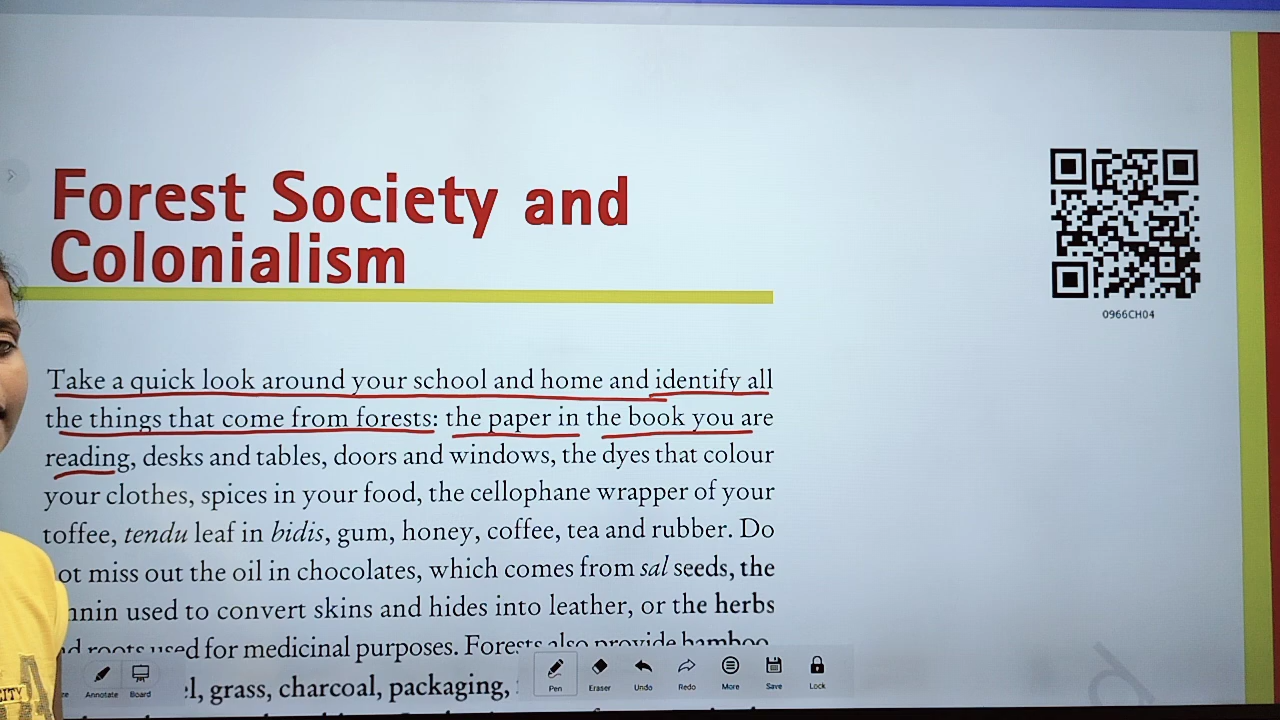 Forest Society and
Colonialism
0966CH04
Take a quick look around your school and home and identify all
the things that come from forests: the paper in the book you are
reading, desks and tables, doors and windows, the dyes that colour
your clothes, spices in your food, the cellophane wrapper of your
toffee, tendu leaf in bidis, gum, honey, coffee, tea and rubber. Do
miss out the oil in chocolates, which comes from sal seeds, the
used to convert skins and hides into leather, or the herbs
roots used for medicinal purposes. Forests also provide bamboo,
grass, charcoal, packaging,
Annotate Board Pen Eraser Undo Redo More Save Lock
CITY